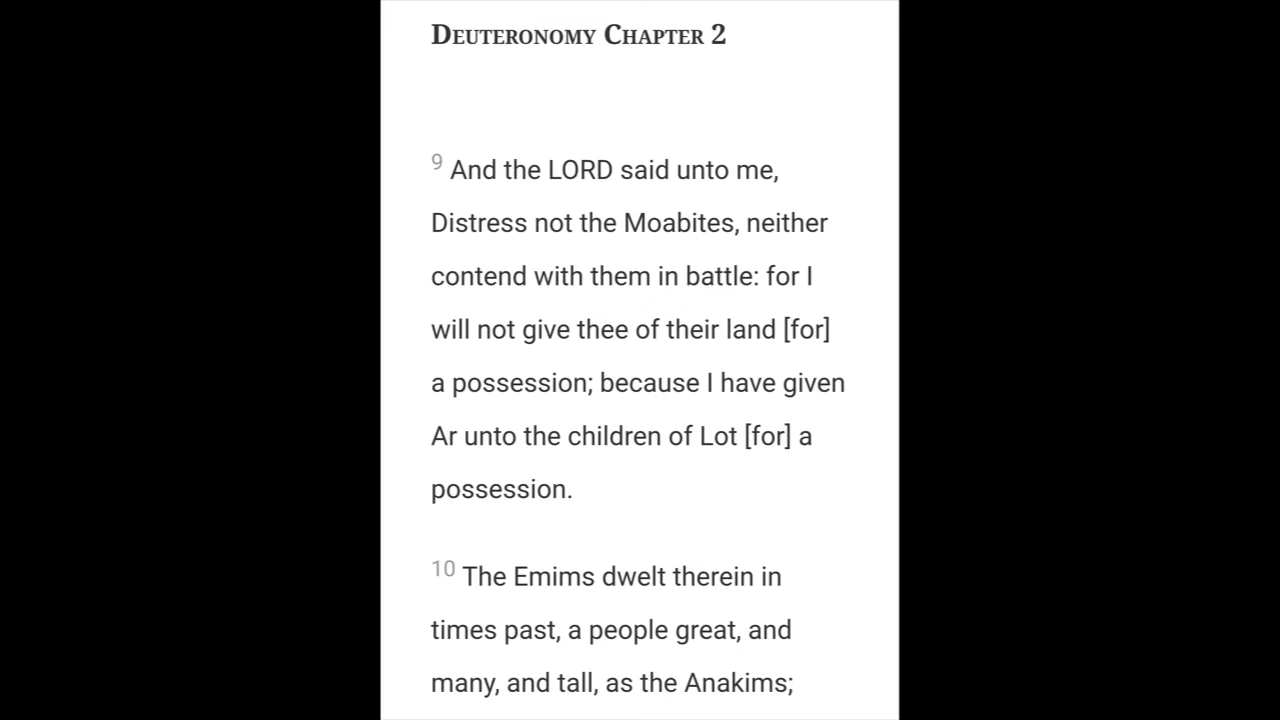 Deuteronomy Chapter 2
9 And the LORD said unto me,
Distress not the Moabites, neither
contend with them in battle: for I
will not give thee of their land [for]
a possession; because I have given
Ar unto the children of Lot [for] a
possession.
10 The Emims dwelt therein in
times past, a people great, and
many, and tall, as the Anakims;